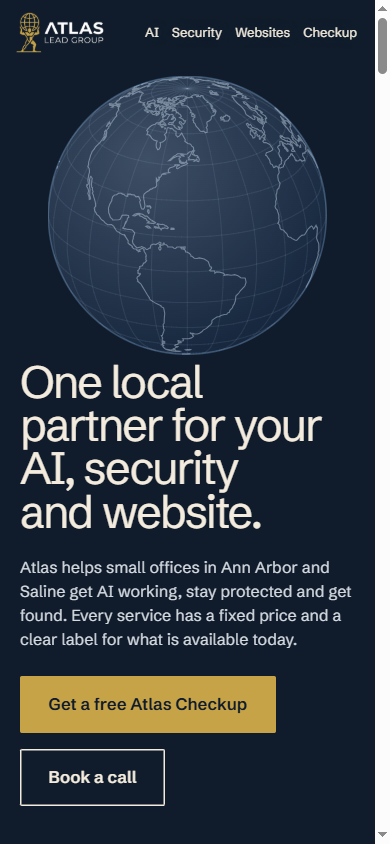 ATLAS
LEAD GROUP
AI Security Websites Checkup
One local
partner for your
AI, security
and website.
Atlas helps small offices in Ann Arbor and
Saline get AI working, stay protected and get
found. Every service has a fixed price and a
clear label for what is available today.
Get a free Atlas Checkup
Book a call